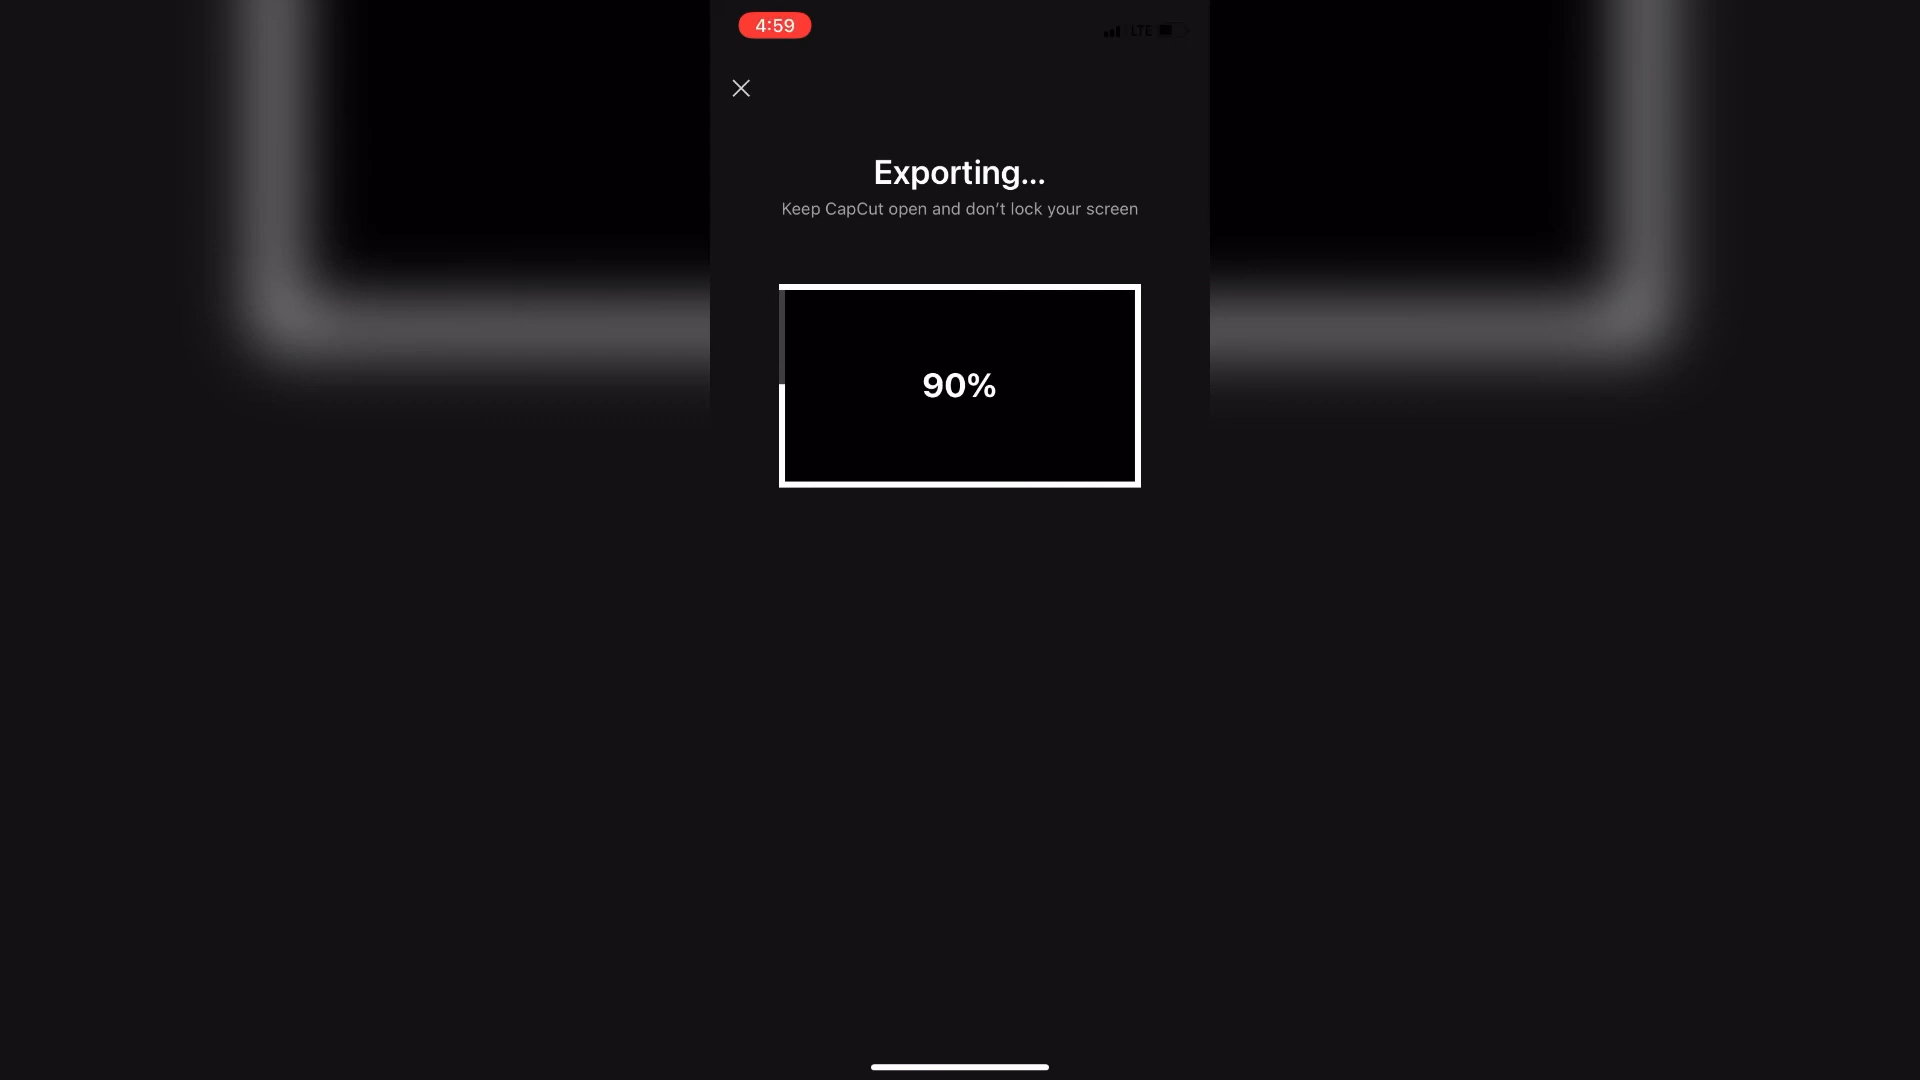 4:59
LTE
Exporting...
Keep CapCut open and don't lock your screen
90%